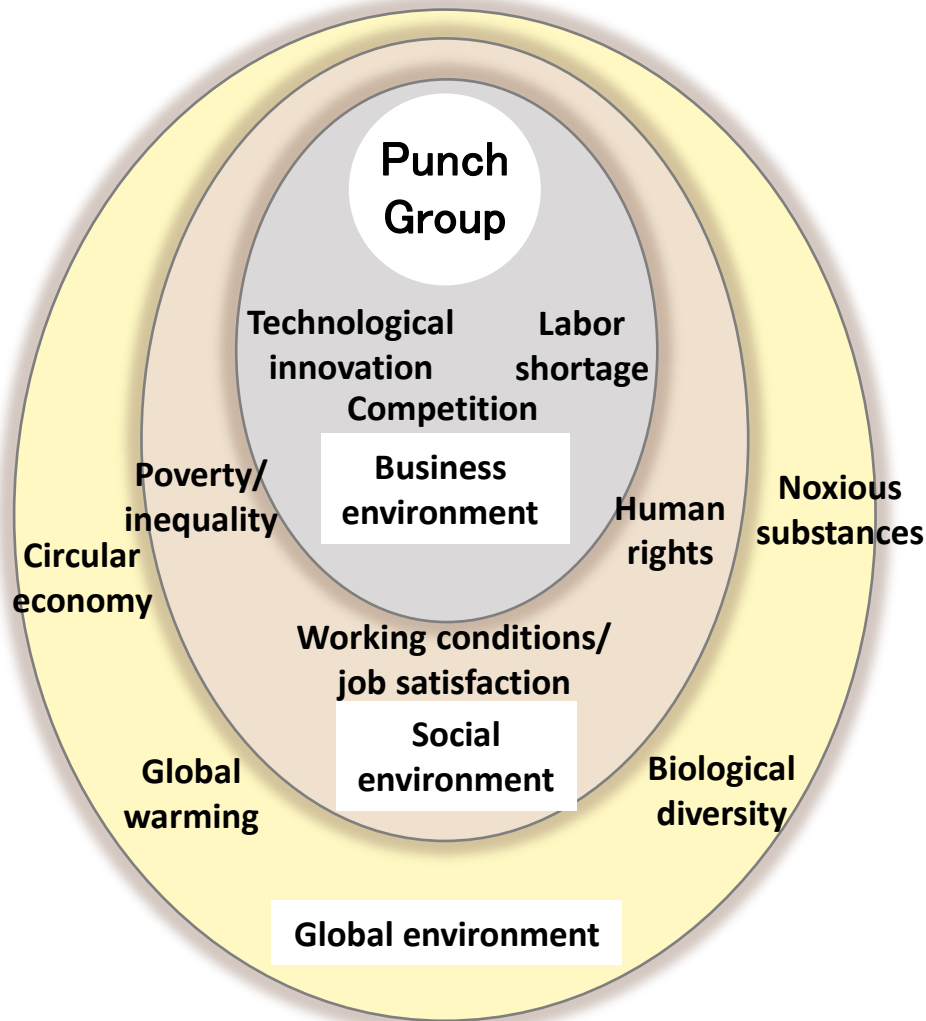 Punch
Group
Technological
innovation
Labor
shortage
Competition
Business
environment
Poverty/
inequality
Human
rights
Noxious
substances
Circular
economy
Working conditions/
job satisfaction
Social
environment
Global
warming
Biological
diversity
Global environment